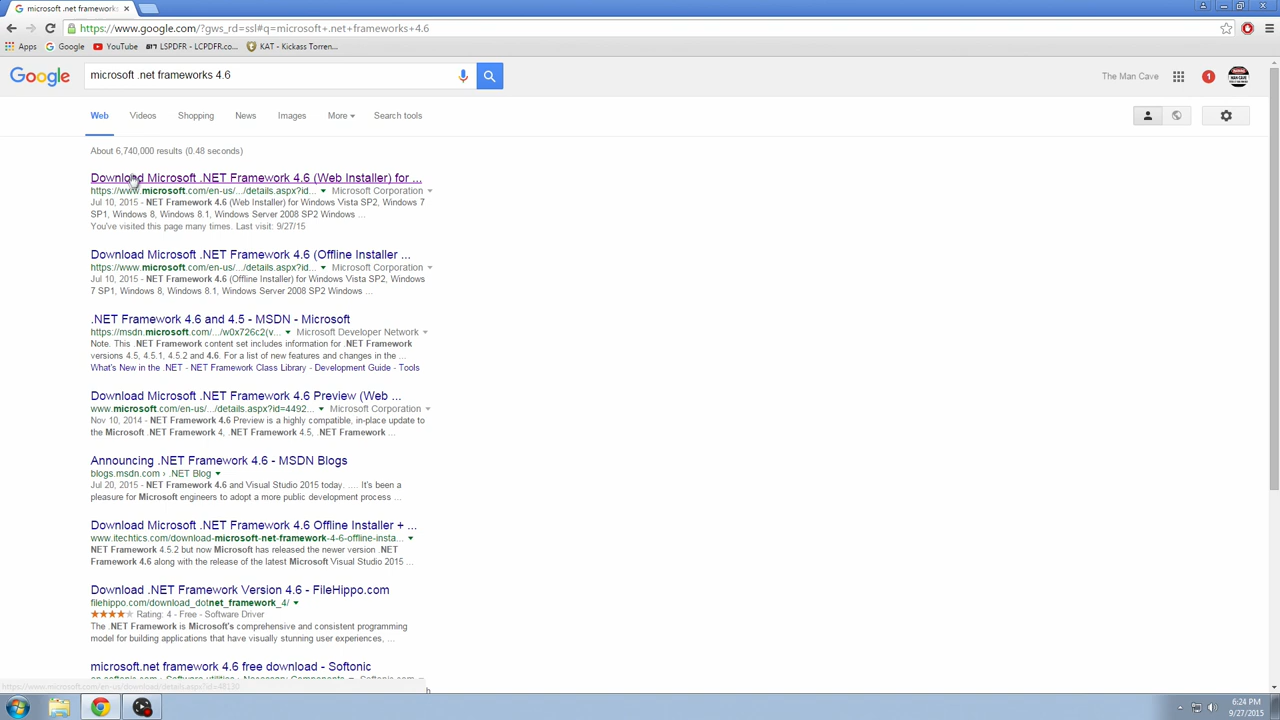 microsoft .net frameworks
https://www.google.com/?gws_rd=ssl#q=microsoft+.net+frameworks+4.6
Apps Google YouTube LSPDFR - LCPDFR.co... KAT - Kickass Torren...
Google microsoft .net frameworks 4.6 The Man Cave 1
Web Videos Shopping News Images More Search tools
About 6,740,000 results (0.48 seconds)
Download Microsoft .NET Framework 4.6 (Web Installer) for ...
https://www.microsoft.com/en-us/.../details.aspx?id... Microsoft Corporation
Jul 10, 2015 - NET Framework 4.6 (Web Installer) for Windows Vista SP2, Windows 7
SP1, Windows 8, Windows 8.1, Windows Server 2008 SP2 Windows ...
You've visited this page many times. Last visit: 9/27/15
Download Microsoft .NET Framework 4.6 (Offline Installer ...
https://www.microsoft.com/en-us/.../details.aspx?id... Microsoft Corporation
Jul 10, 2015 - NET Framework 4.6 (Offline Installer) for Windows Vista SP2, Windows
7 SP1, Windows 8, Windows 8.1, Windows Server 2008 SP2 Windows ...
.NET Framework 4.6 and 4.5 - MSDN - Microsoft
https://msdn.microsoft.com/.../w0x726c2(v... Microsoft Developer Network
Note. This .NET Framework content set includes information for .NET Framework
versions 4.5, 4.5.1, 4.5.2 and 4.6. For a list of new features and changes in the ...
What's New in the .NET - NET Framework Class Library - Development Guide - Tools
Download Microsoft .NET Framework 4.6 Preview (Web ...
www.microsoft.com/en-us/.../details.aspx?id=4492... Microsoft Corporation
Nov 10, 2014 - NET Framework 4.6 Preview is a highly compatible, in-place update to
the Microsoft .NET Framework 4, .NET Framework 4.5, .NET Framework ...
Announcing .NET Framework 4.6 - MSDN Blogs
blogs.msdn.com › .NET Blog
Jul 20, 2015 - NET Framework 4.6 and Visual Studio 2015 today. .... It's been a
pleasure for Microsoft engineers to adopt a more public development process ...
Download Microsoft .NET Framework 4.6 Offline Installer + ...
www.itechtics.com/download-microsoft-net-framework-4-6-offline-insta...
NET Framework 4.5.2 but now Microsoft has released the newer version .NET
Framework 4.6 along with the release of the latest Microsoft Visual Studio 2015 ...
Download .NET Framework Version 4.6 - FileHippo.com
filehippo.com/download_dotnet_framework_4/
Rating: 4 - Free - Software Driver
The .NET Framework is Microsoft's comprehensive and consistent programming
model for building applications that have visually stunning user experiences, ...
microsoft.net framework 4.6 free download - Softonic
https://www.microsoft.com/en-us/download/details.aspx?id=48130
6:24 PM
9/27/2015